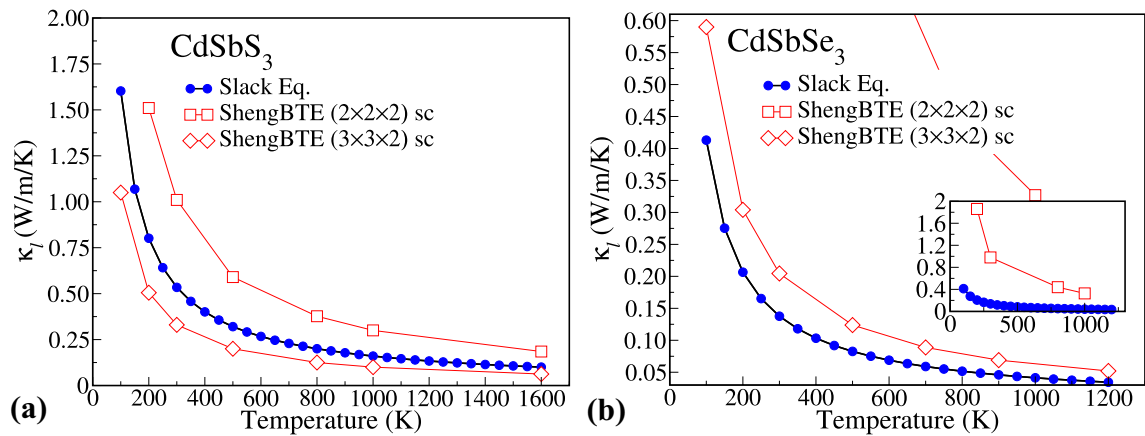 CdSbS3
Slack Eq.
ShengBTE (2×2×2) sc
ShengBTE (3×3×2) sc
κl (W/m/K)
2.00
1.75
1.50
1.25
1.00
0.75
0.50
0.25
0
200 400 600 800 1000 1200 1400 1600
Temperature (K)
(a)
CdSbSe3
Slack Eq.
ShengBTE (2×2×2) sc
ShengBTE (3×3×2) sc
κl (W/m/K)
0.60
0.55
0.50
0.45
0.40
0.35
0.30
0.25
0.20
0.15
0.10
0.05
2
1.6
1.2
0.8
0.4
0 500 1000
0 200 400 600 800 1000 1200
Temperature (K)
(b)